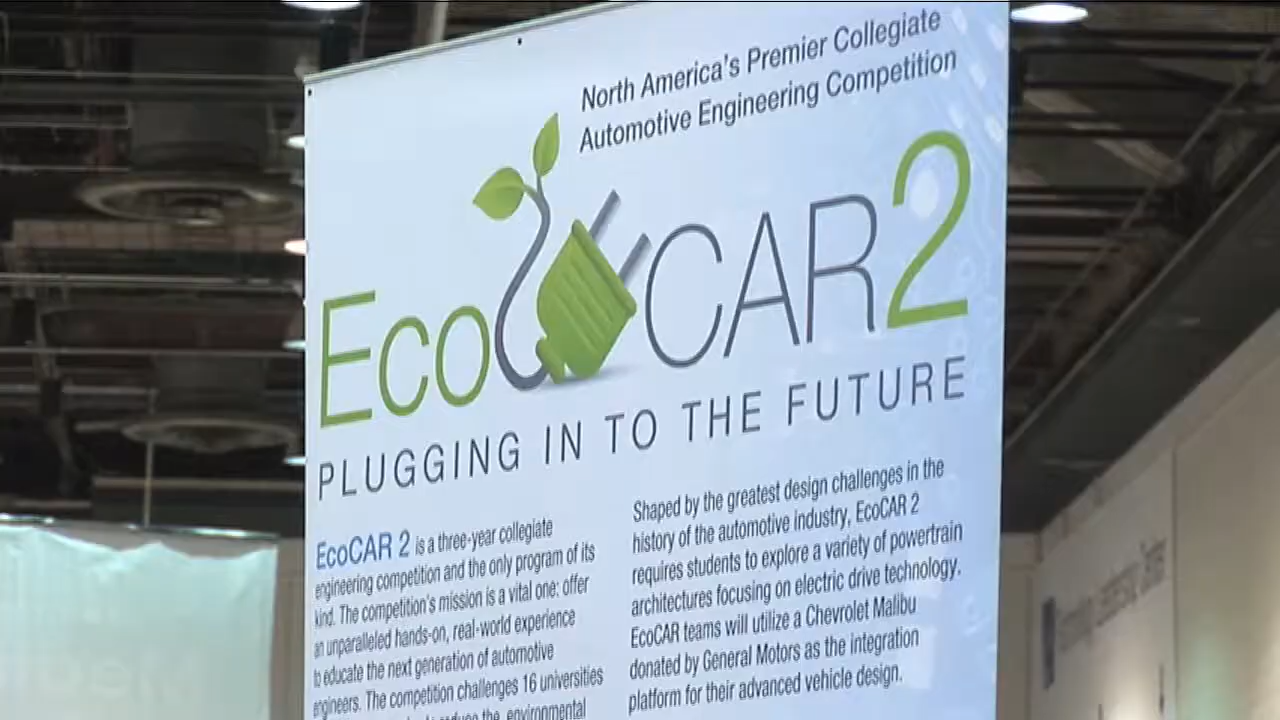 North America's Premier Collegiate
Automotive Engineering Competition
EcoCAR2
PLUGGING IN TO THE FUTURE
EcoCAR 2 is a three-year collegiate
engineering competition and the only program of its
kind. The competition's mission is a vital one: offer
an unparalleled hands-on, real-world experience
to educate the next generation of automotive
engineers. The competition challenges 16 universities
the environmental
Shaped by the greatest design challenges in the
history of the automotive industry, EcoCAR 2
requires students to explore a variety of powertrain
architectures focusing on electric drive technology.
EcoCAR teams will utilize a Chevrolet Malibu
donated by General Motors as the integration
platform for their advanced vehicle design.